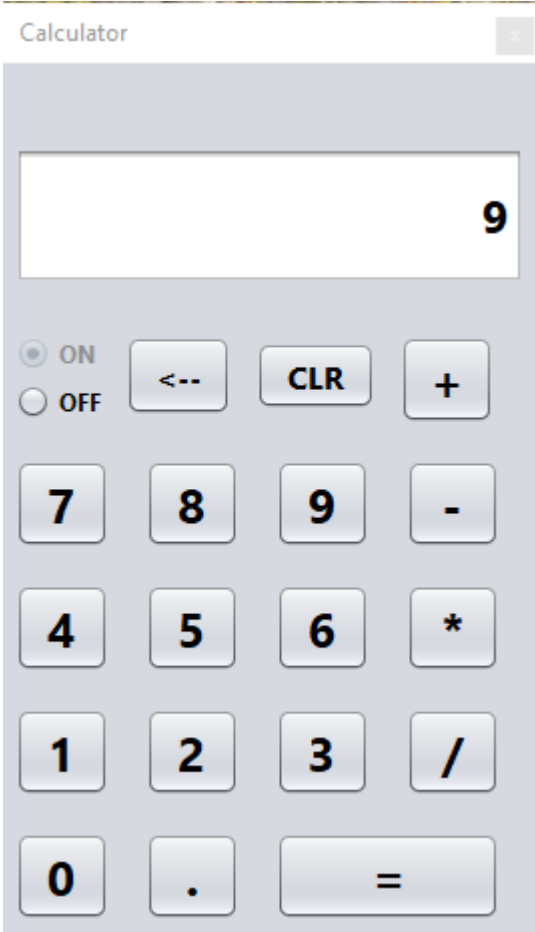 Calculator x
9
ON
OFF
<-- CLR +
7 8 9 -
4 5 6 *
1 2 3 /
0 . =